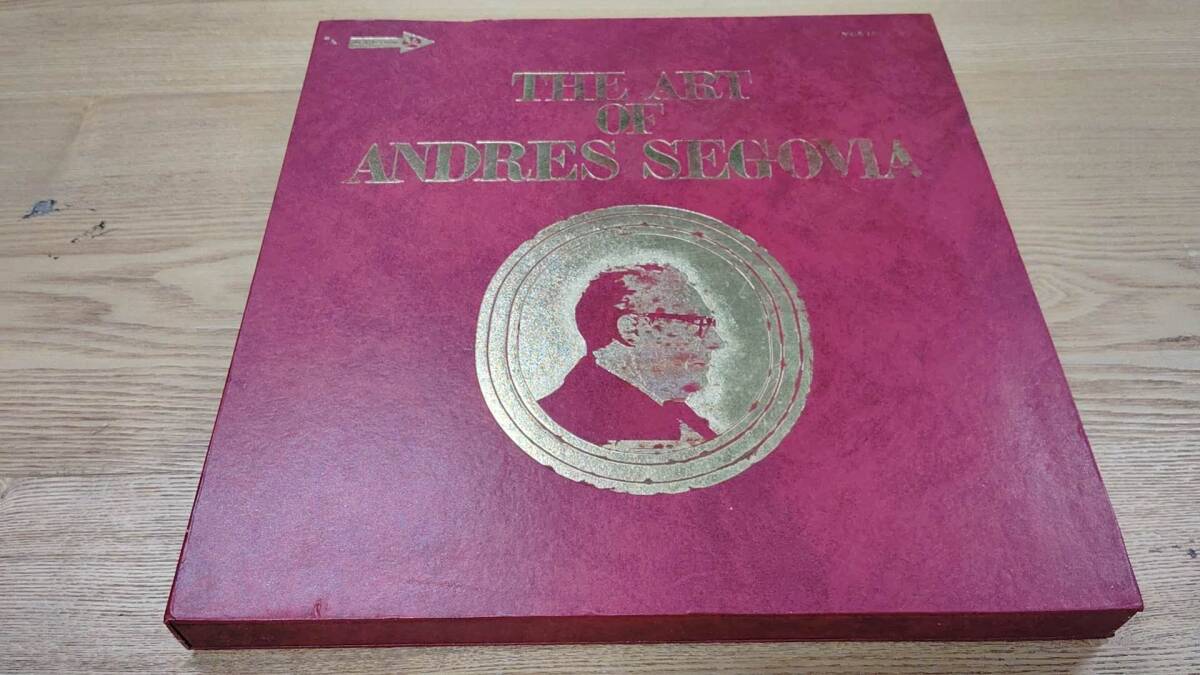 THE ART
OF
ANDRES SEGOVIA